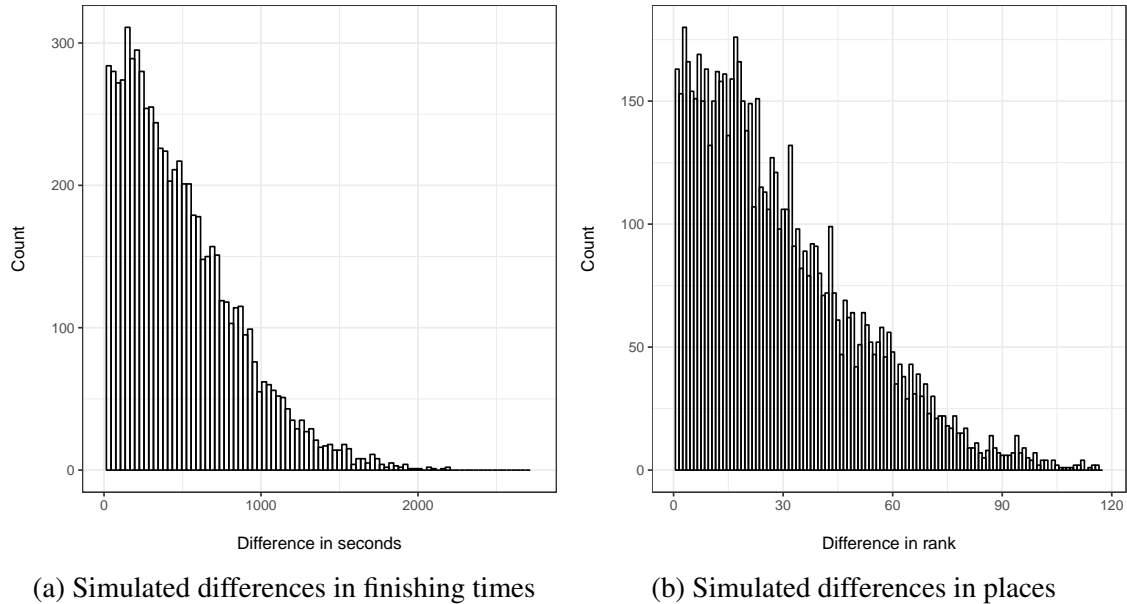 300
200
100
0
Count
0 1000 2000
Difference in seconds
(a) Simulated differences in finishing times
150
100
50
0
Count
0 30 60 90 120
Difference in rank
(b) Simulated differences in places